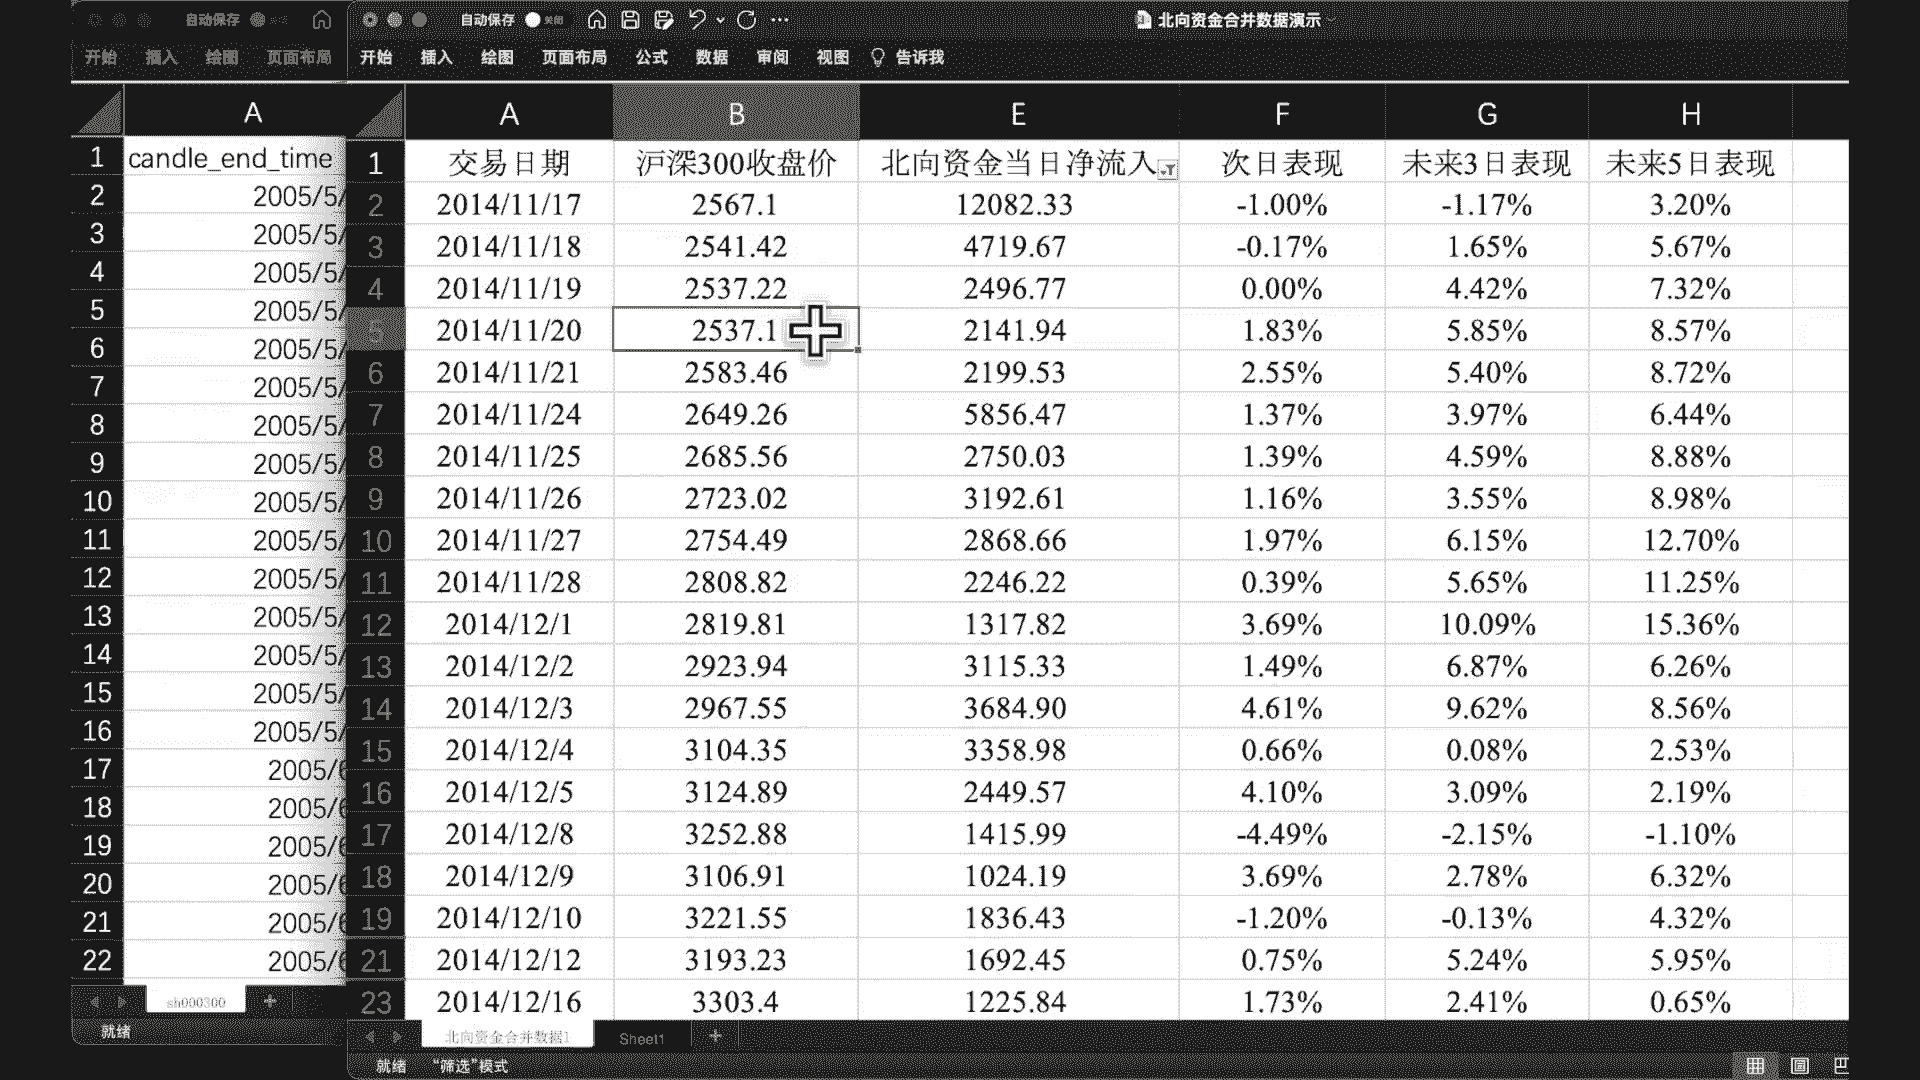 自动保存
自动保存 关闭
北向资金合并数据演示
开始 插入 绘图 页面布局
开始 插入 绘图 页面布局 公式 数据 审阅 视图 告诉我
A
A B E F G H
1 candle_end_time
2 2005/5/
3 2005/5/
4 2005/5/
5 2005/5/
6 2005/5/
7 2005/5/
8 2005/5/
9 2005/5/
10 2005/5/
11 2005/5/
12 2005/5/
13 2005/5/
14 2005/5/
15 2005/5/
16 2005/5/
17 2005/6
18 2005/6
19 2005/6
20 2005/6
21 2005/6
22 2005/6
sh000300
就绪
1 交易日期 沪深300收盘价 北向资金当日净流入 次日表现 未来3日表现 未来5日表现
2 2014/11/17 2567.1 12082.33 -1.00% -1.17% 3.20%
3 2014/11/18 2541.42 4719.67 -0.17% 1.65% 5.67%
4 2014/11/19 2537.22 2496.77 0.00% 4.42% 7.32%
5 2014/11/20 2537.1 2141.94 1.83% 5.85% 8.57%
6 2014/11/21 2583.46 2199.53 2.55% 5.40% 8.72%
7 2014/11/24 2649.26 5856.47 1.37% 3.97% 6.44%
8 2014/11/25 2685.56 2750.03 1.39% 4.59% 8.88%
9 2014/11/26 2723.02 3192.61 1.16% 3.55% 8.98%
10 2014/11/27 2754.49 2868.66 1.97% 6.15% 12.70%
11 2014/11/28 2808.82 2246.22 0.39% 5.65% 11.25%
12 2014/12/1 2819.81 1317.82 3.69% 10.09% 15.36%
13 2014/12/2 2923.94 3115.33 1.49% 6.87% 6.26%
14 2014/12/3 2967.55 3684.90 4.61% 9.62% 8.56%
15 2014/12/4 3104.35 3358.98 0.66% 0.08% 2.53%
16 2014/12/5 3124.89 2449.57 4.10% 3.09% 2.19%
17 2014/12/8 3252.88 1415.99 -4.49% -2.15% -1.10%
18 2014/12/9 3106.91 1024.19 3.69% 2.78% 6.32%
19 2014/12/10 3221.55 1836.43 -1.20% -0.13% 4.32%
21 2014/12/12 3193.23 1692.45 0.75% 5.24% 5.95%
23 2014/12/16 3303.4 1225.84 1.73% 2.41% 0.65%
北向资金合并数据1 Sheet1
就绪 “筛选”模式